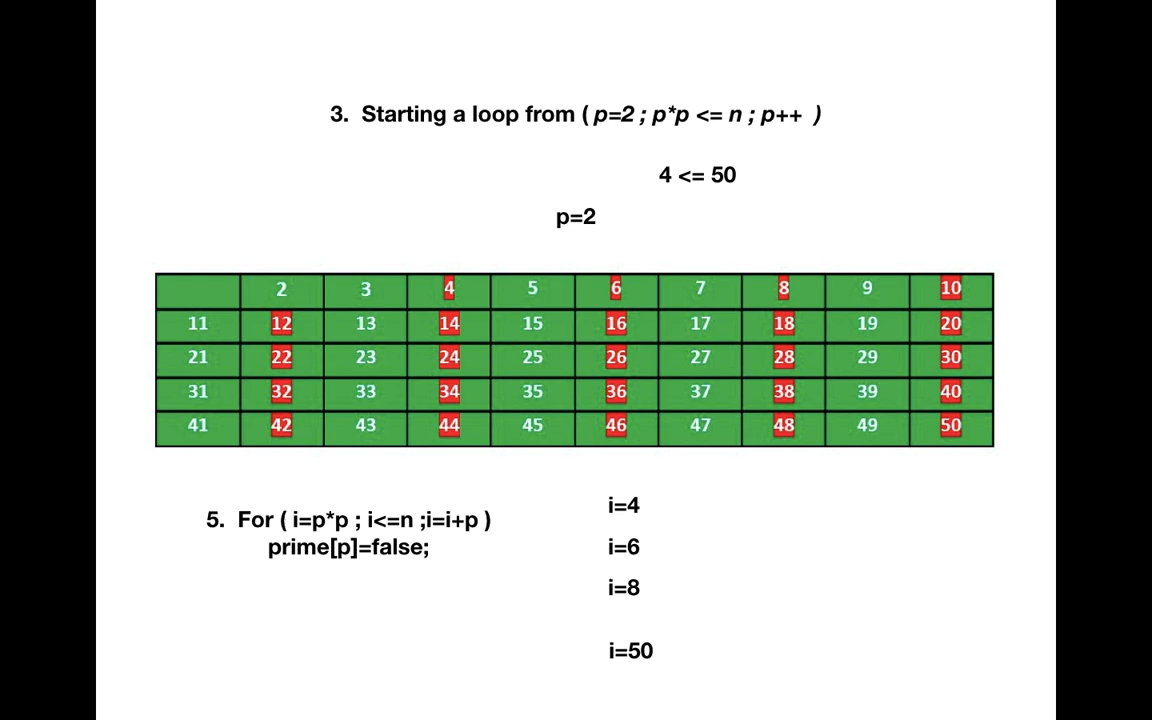 3. Starting a loop from ( p=2 ; p*p <= n ; p++ )
4 <= 50
p=2
2 3 4 5 6 7 8 9 10
11 12 13 14 15 16 17 18 19 20
21 22 23 24 25 26 27 28 29 30
31 32 33 34 35 36 37 38 39 40
41 42 43 44 45 46 47 48 49 50
5. For ( i=p*p ; i<=n ;i=i+p )
prime[p]=false;
i=4
i=6
i=8
i=50